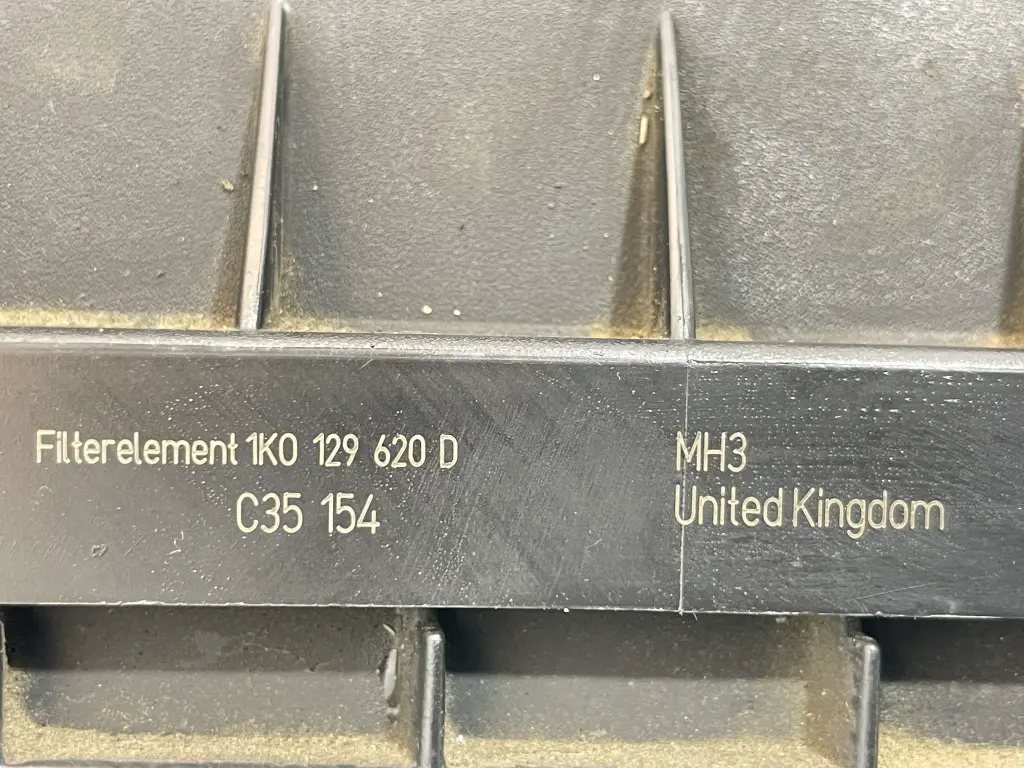 Filterelement 1K0 129 620 D
C35 154
MH3
United Kingdom